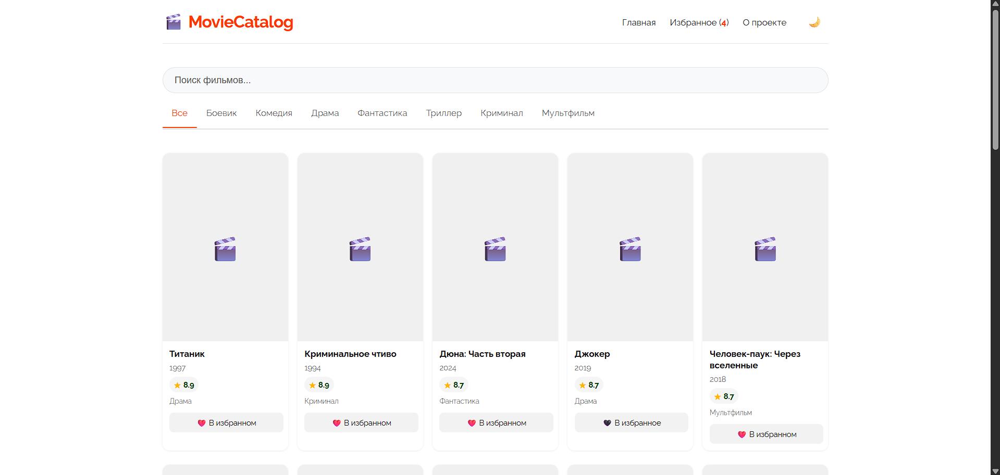 MovieCatalog
Главная Избранное (4) О проекте
Поиск фильмов...
Все Боевик Комедия Драма Фантастика Триллер Криминал Мультфильм
Титаник
1997
8.9
Драма
В избранном
Криминальное чтиво
1994
8.9
Криминал
В избранном
Дюна: Часть вторая
2024
8.7
Фантастика
В избранном
Джокер
2019
8.7
Драма
В избранное
Человек-паук: Через
вселенные
2018
8.7
Мультфильм
В избранном